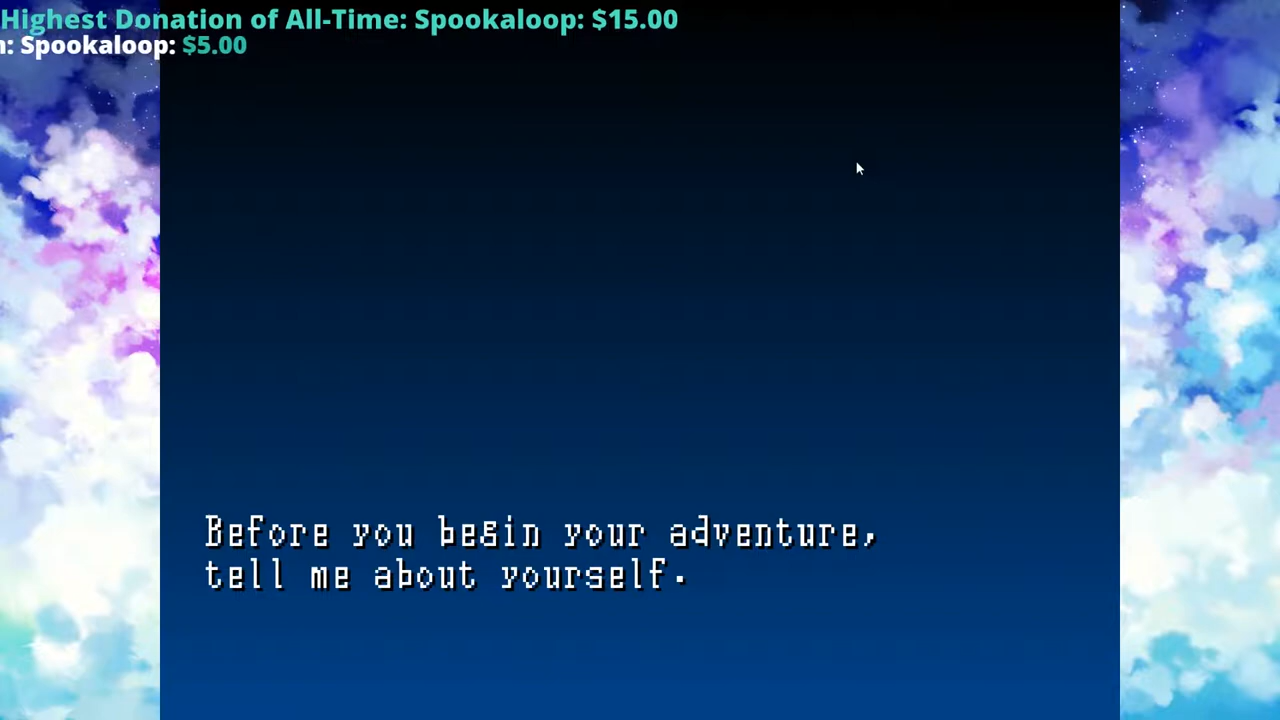 Highest Donation of All-Time: Spookaloop: $15.00
n: Spookaloop: $5.00
Before you begin your adventure,
tell me about yourself.